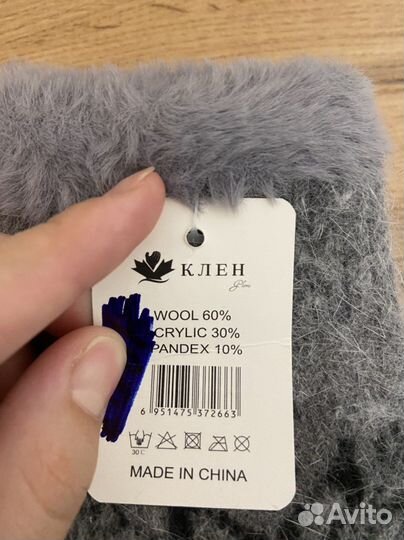 КЛЕН
WOOL 60%
CRYLIC 30%
PANDEX 10%
6 951475 372663
30°C
MADE IN CHINA
Avito